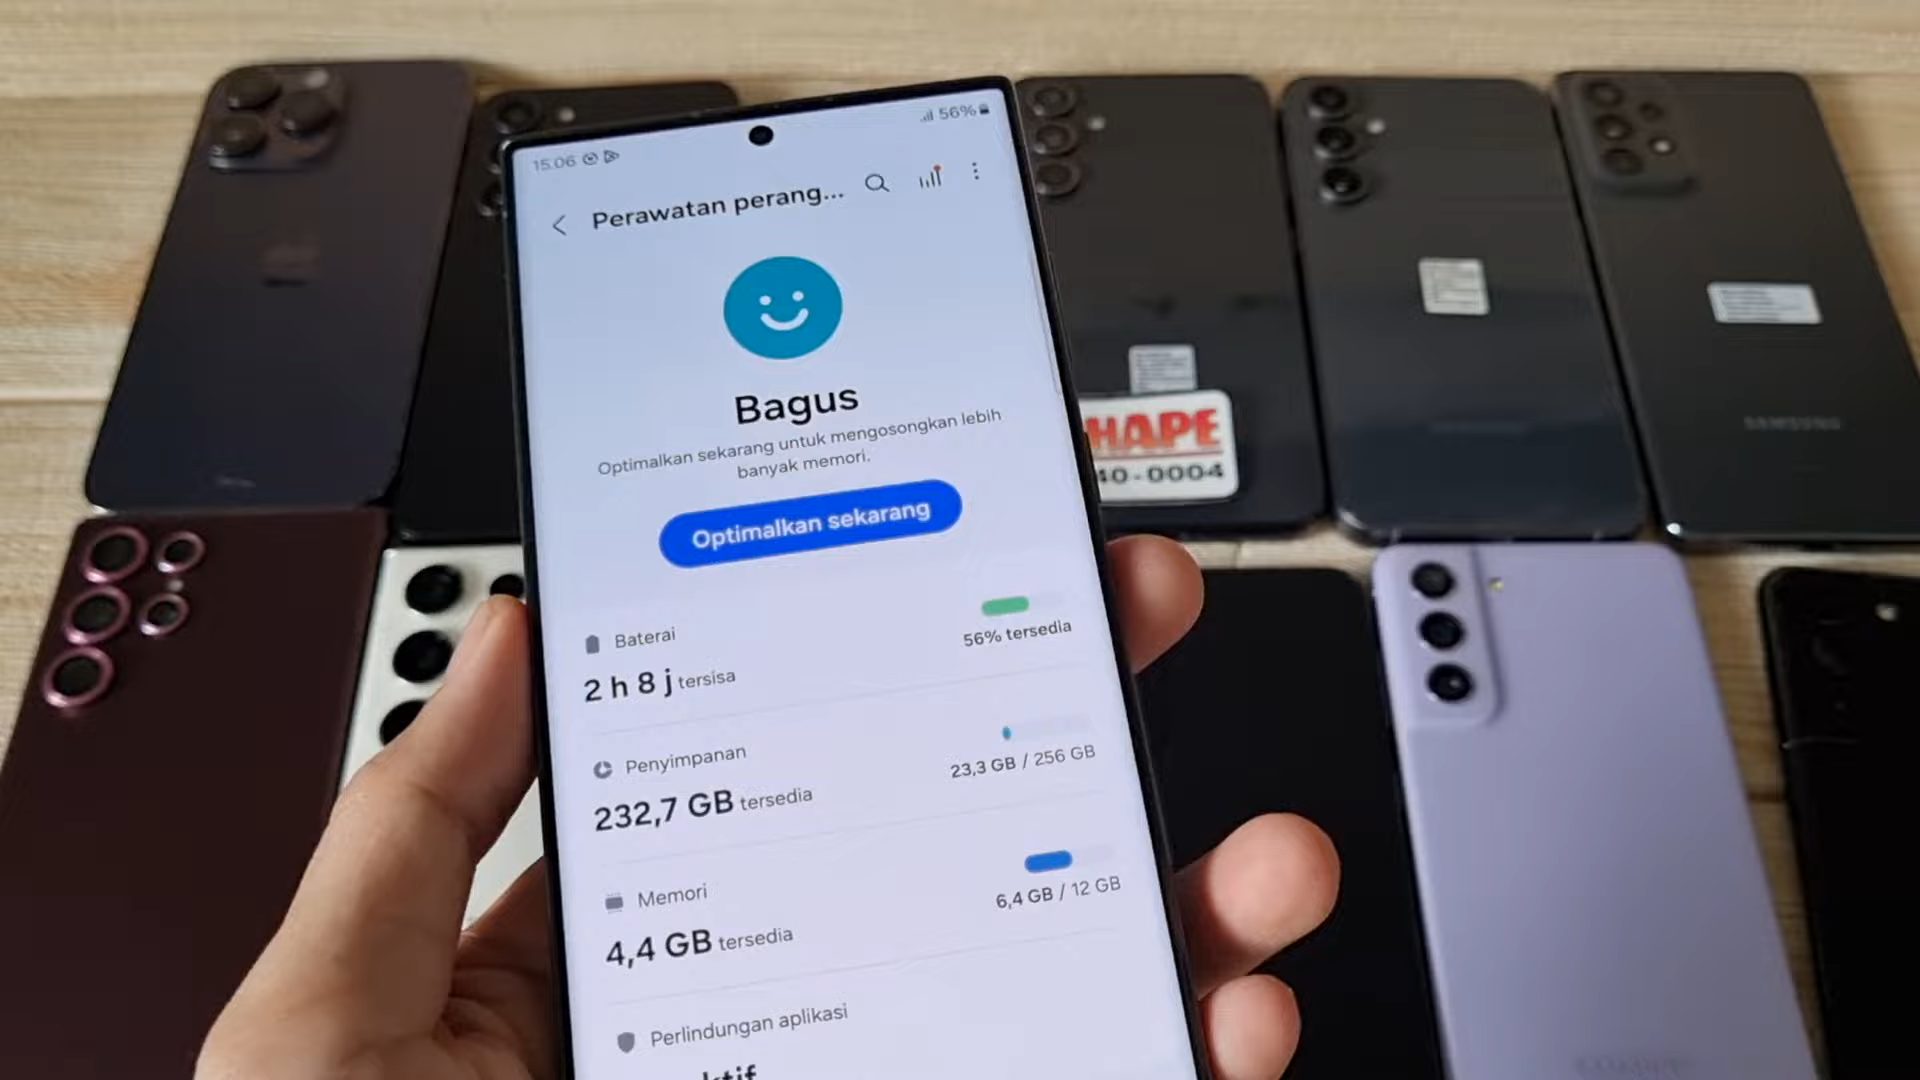 15.06
56%
Perawatan perang...
Bagus
Optimalkan sekarang untuk mengosongkan lebih
banyak memori.
Optimalkan sekarang
Baterai
56% tersedia
2 h 8 j tersisa
Penyimpanan
23,3 GB / 256 GB
232,7 GB tersedia
Memori
6,4 GB / 12 GB
4,4 GB tersedia
Perlindungan aplikasi
HAPE
40-0004
SAMSUNG